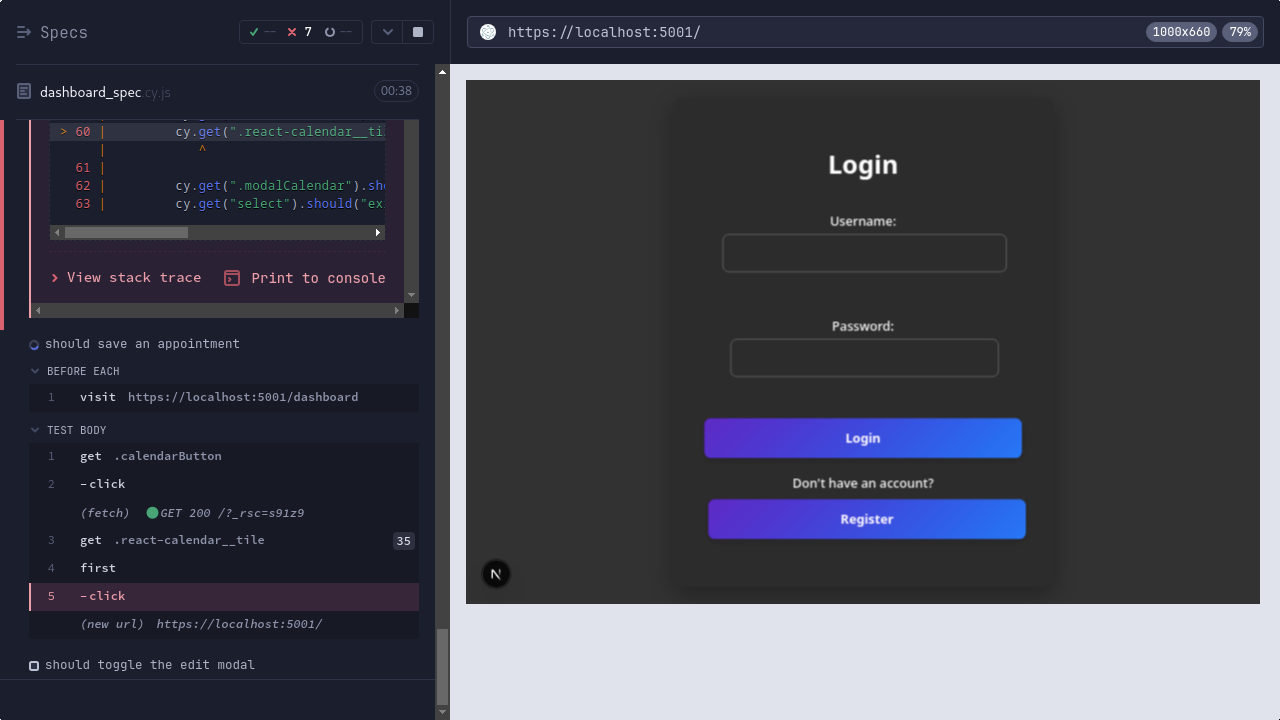 Specs
-- 7 --
https://localhost:5001/
1000x660 79%
dashboard_spec.cy.js
00:38
> 60 | cy.get(".react-calendar__ti
| ^
61 |
62 | cy.get(".modalCalendar").sho
63 | cy.get("select").should("ex
View stack trace
Print to console
should save an appointment
BEFORE EACH
1 visit https://localhost:5001/dashboard
TEST BODY
1 get .calendarButton
2 -click
(fetch) GET 200 /?_rsc=s91z9
3 get .react-calendar__tile 35
4 first
5 -click
(new url) https://localhost:5001/
should toggle the edit modal
Login
Username:
Password:
Login
Don't have an account?
Register
N